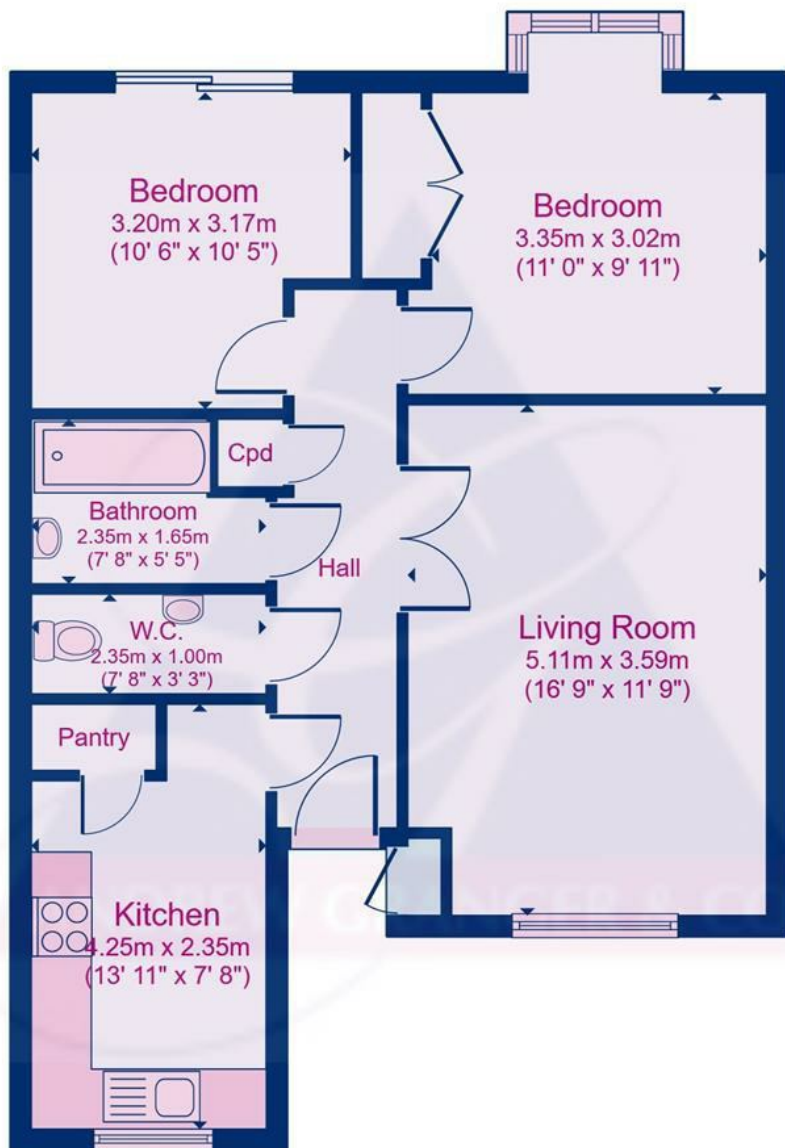 Bedroom
3.20m x 3.17m
(10' 6" x 10' 5")
Bedroom
3.35m x 3.02m
(11' 0" x 9' 11")
Cpd
Bathroom
2.35m x 1.65m
(7' 8" x 5' 5")
Hall
W.C.
2.35m x 1.00m
(7' 8" x 3' 3")
Living Room
5.11m x 3.59m
(16' 9" x 11' 9")
Pantry
Kitchen
4.25m x 2.35m
(13' 11" x 7' 8")
ANDREW GRANGER & CO